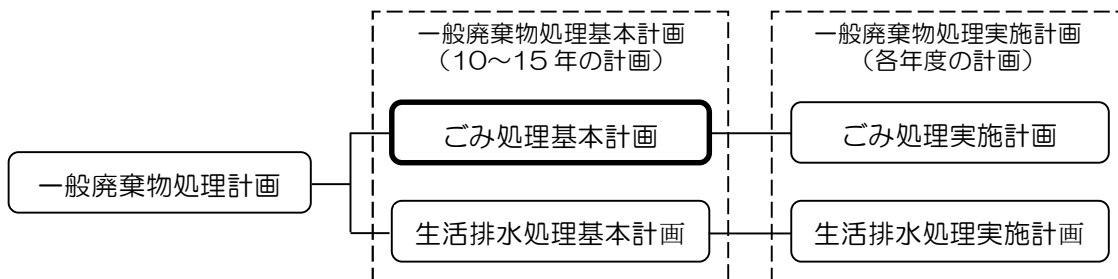 一般廃棄物処理基本計画
（10～15年の計画）
一般廃棄物処理実施計画
（各年度の計画）
ごみ処理基本計画
ごみ処理実施計画
一般廃棄物処理計画
生活排水処理基本計画
生活排水処理実施計画